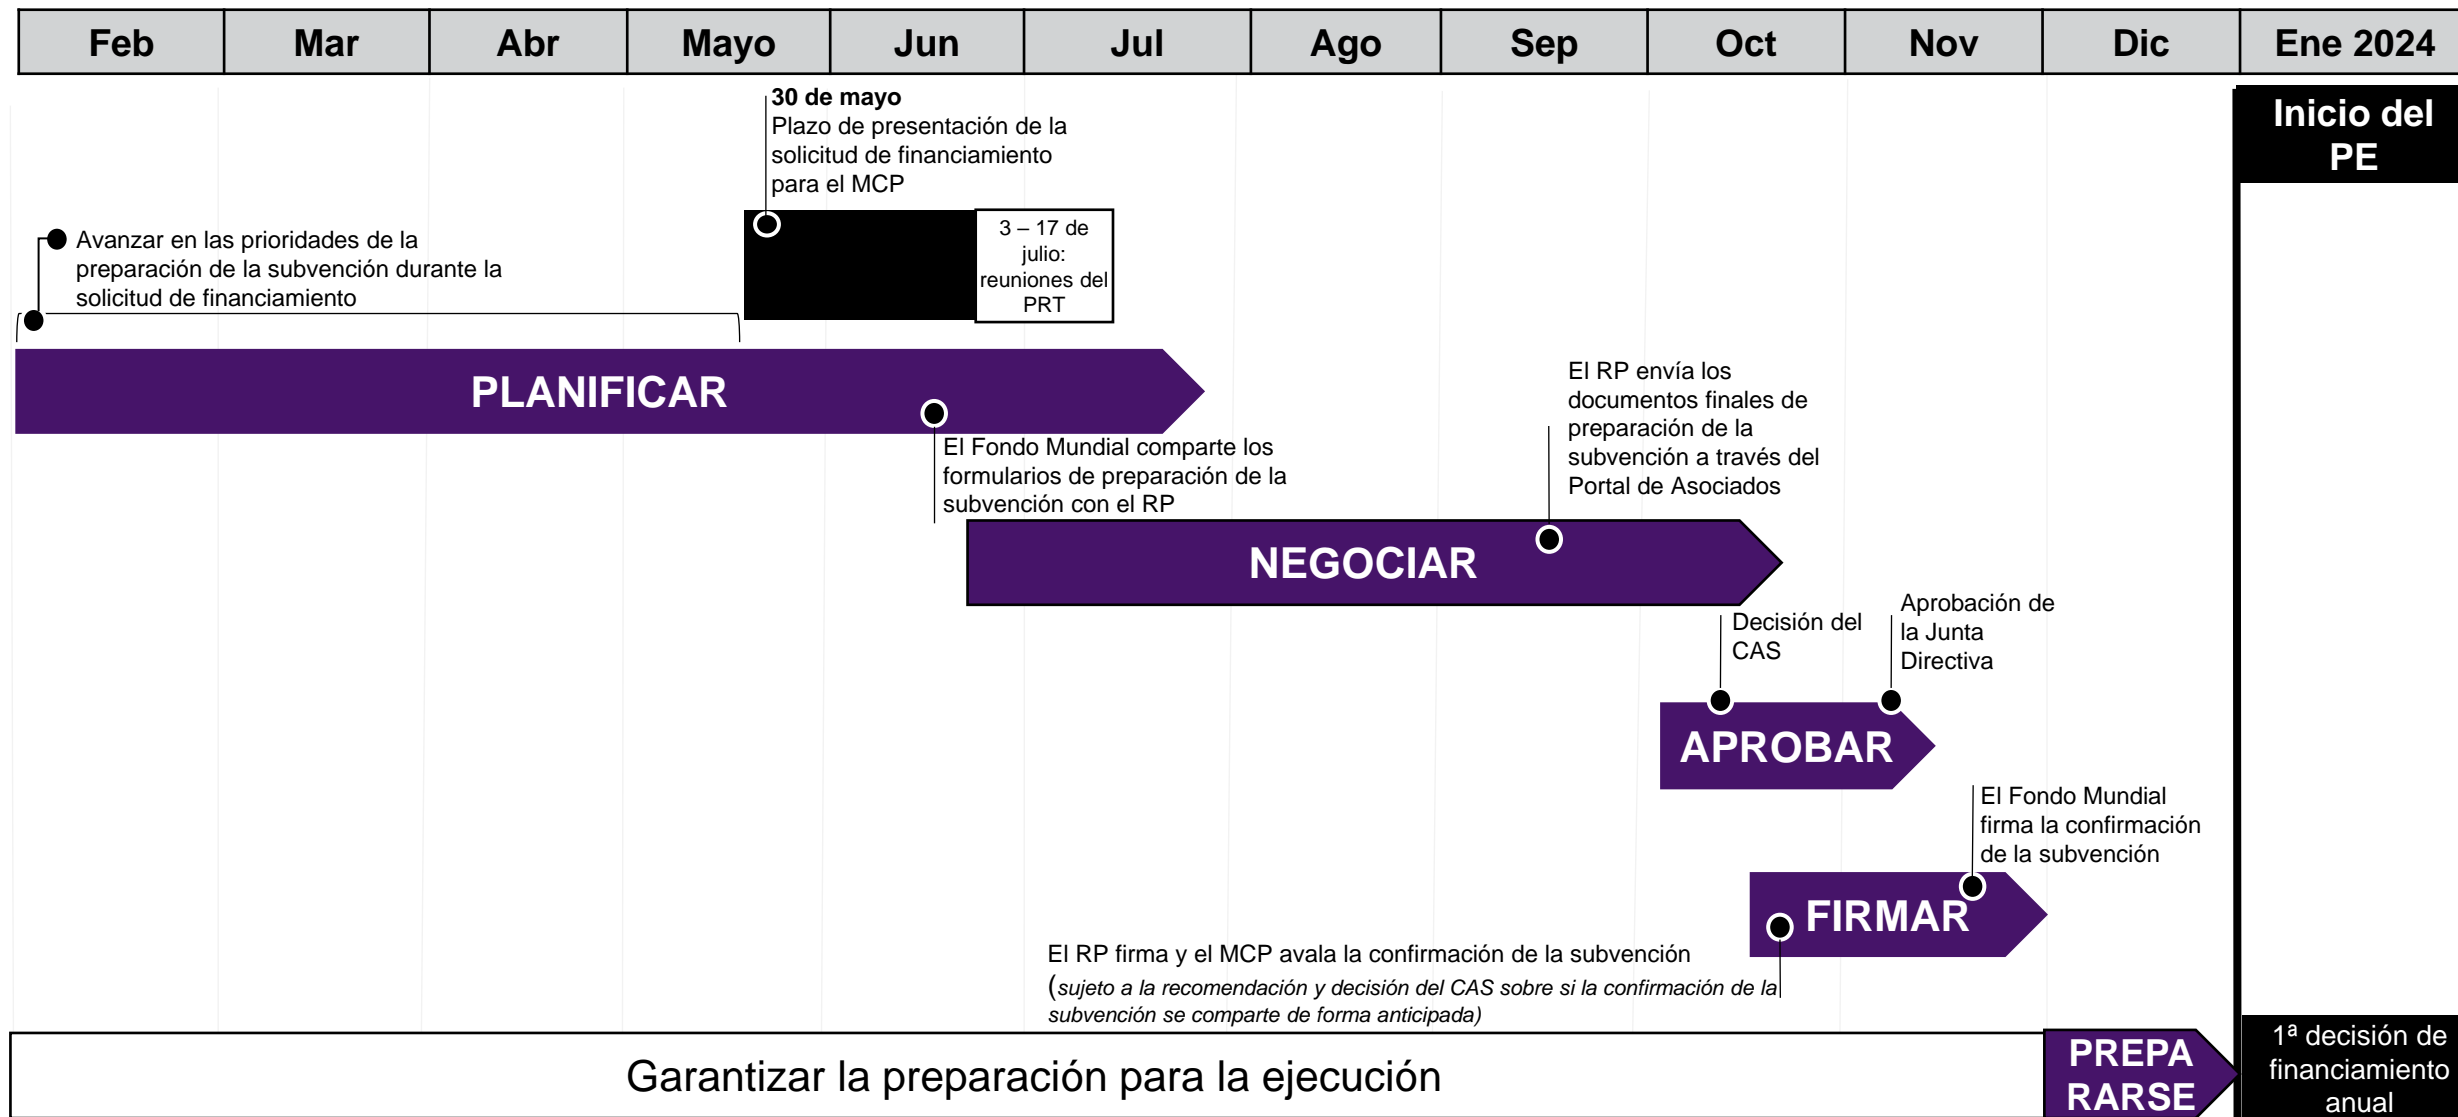 Feb Mar Abr Mayo Jun Jul Ago Sep Oct Nov Dic Ene 2024
Inicio del
PE
30 de mayo
Plazo de presentación de la
solicitud de financiamiento
para el MCP
3 – 17 de
julio:
reuniones del
PRT
Avanzar en las prioridades de la
preparación de la subvención durante la
solicitud de financiamiento
PLANIFICAR
El Fondo Mundial comparte los
formularios de preparación de la
subvención con el RP
El RP envía los
documentos finales de
preparación de la
subvención a través del
Portal de Asociados
NEGOCIAR
Decisión del
CAS
Aprobación de
la Junta
Directiva
APROBAR
El Fondo Mundial
firma la confirmación
de la subvención
FIRMAR
El RP firma y el MCP avala la confirmación de la subvención
(sujeto a la recomendación y decisión del CAS sobre si la confirmación de la
subvención se comparte de forma anticipada)
Garantizar la preparación para la ejecución
PREPA
RARSE
1ª decisión de
financiamiento
anual